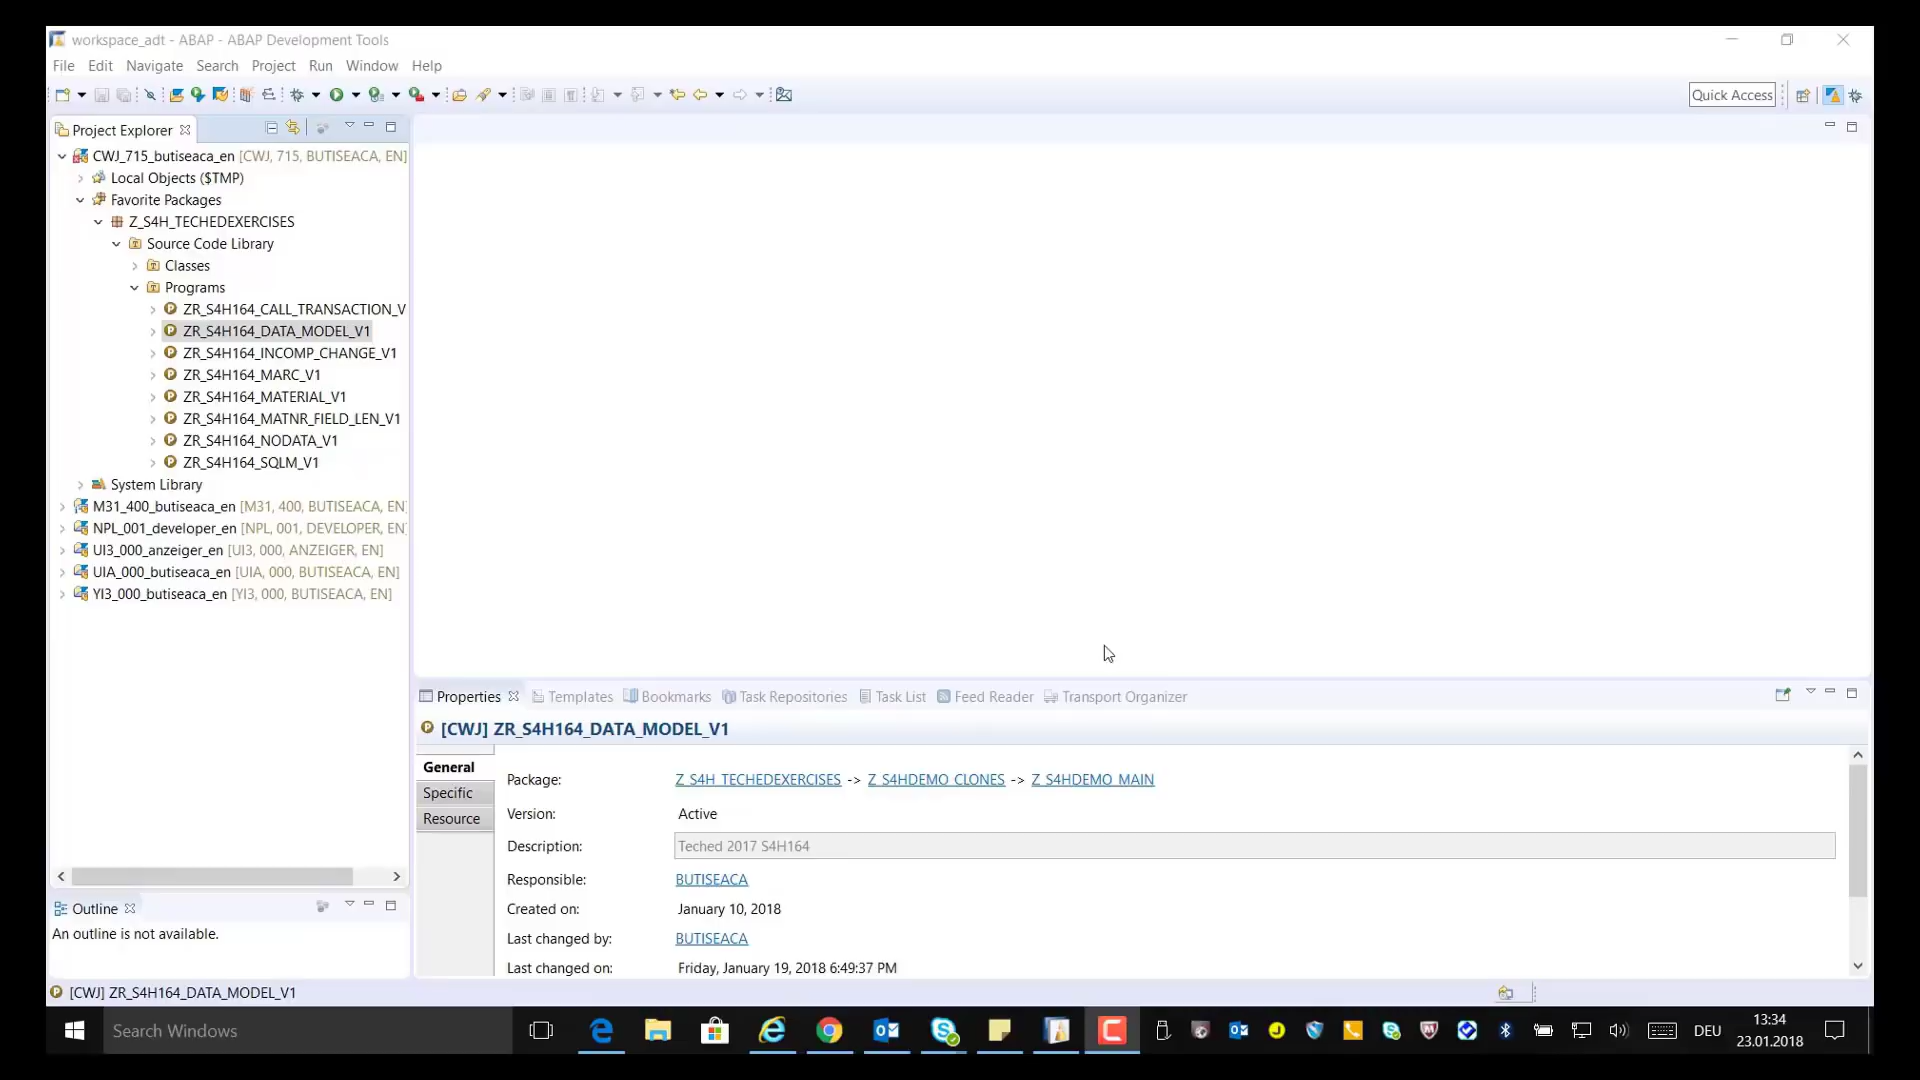 workspace_adt - ABAP - ABAP Development Tools
File Edit Navigate Search Project Run Window Help
Quick Access
Project Explorer
CWJ_715_butiseaca_en [CWJ, 715, BUTISEACA, EN]
Local Objects ($TMP)
Favorite Packages
Z_S4H_TECHEDEXERCISES
Source Code Library
Classes
Programs
ZR_S4H164_CALL_TRANSACTION_V
ZR_S4H164_DATA_MODEL_V1
ZR_S4H164_INCOMP_CHANGE_V1
ZR_S4H164_MARC_V1
ZR_S4H164_MATERIAL_V1
ZR_S4H164_MATNR_FIELD_LEN_V1
ZR_S4H164_NODATA_V1
ZR_S4H164_SQLM_V1
System Library
M31_400_butiseaca_en [M31, 400, BUTISEACA, EN]
NPL_001_developer_en [NPL, 001, DEVELOPER, EN]
UI3_000_anzeiger_en [UI3, 000, ANZEIGER, EN]
UIA_000_butiseaca_en [UIA, 000, BUTISEACA, EN]
YI3_000_butiseaca_en [YI3, 000, BUTISEACA, EN]
Outline
An outline is not available.
Properties Templates Bookmarks Task Repositories Task List Feed Reader Transport Organizer
[CWJ] ZR_S4H164_DATA_MODEL_V1
General
Specific
Resource
Package: Z_S4H_TECHEDEXERCISES -> Z_S4HDEMO_CLONES -> Z_S4HDEMO_MAIN
Version: Active
Description: Teched 2017 S4H164
Responsible: BUTISEACA
Created on: January 10, 2018
Last changed by: BUTISEACA
Last changed on: Friday, January 19, 2018 6:49:37 PM
[CWJ] ZR_S4H164_DATA_MODEL_V1
Search Windows
DEU
13:34
23.01.2018